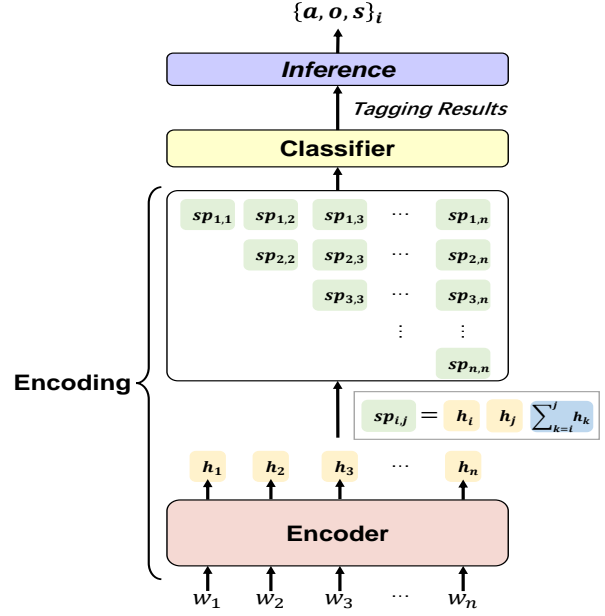 {a, o, s}ᵢ
Inference
Tagging Results
Classifier
sp₁,₁ sp₁,₂ sp₁,₃ ⋯ sp₁,ₙ
sp₂,₂ sp₂,₃ ⋯ sp₂,ₙ
sp₃,₃ ⋯ sp₃,ₙ
⋮ ⋮
spₙ,ₙ
Encoding
spᵢ,ⱼ = hᵢ hⱼ ∑ʲₖ₌ᵢ hₖ
h₁ h₂ h₃ ⋯ hₙ
Encoder
w₁ w₂ w₃ ⋯ wₙ